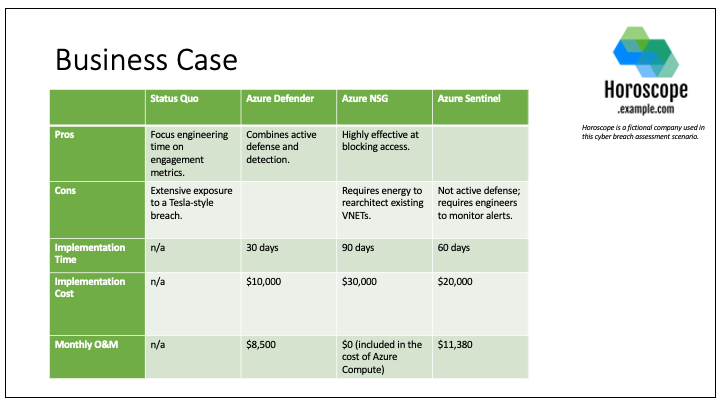 Business Case
Horoscope
.example.com
Horoscope is a fictional company used in
this cyber breach assessment scenario.
Status Quo
Azure Defender
Azure NSG
Azure Sentinel
Pros
Focus engineering
time on
engagement
metrics.
Combines active
defense and
detection.
Highly effective at
blocking access.
Cons
Extensive exposure
to a Tesla-style
breach.
Requires energy to
rearchitect existing
VNETs.
Not active defense;
requires engineers
to monitor alerts.
Implementation
Time
n/a
30 days
90 days
60 days
Implementation
Cost
n/a
$10,000
$30,000
$20,000
Monthly O&M
n/a
$8,500
$0 (included in the
cost of Azure
Compute)
$11,380